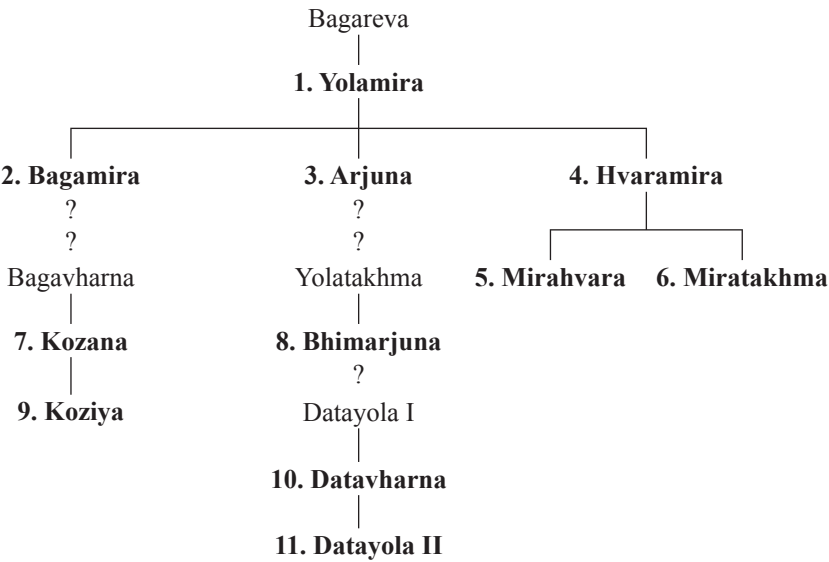 Bagareva
1. Yolamira
2. Bagamira 3. Arjuna 4. Hvaramira
? ?
? ?
Bagavharna Yolatakhma 5. Mirahvara 6. Miratakhma
7. Kozana 8. Bhimarjuna
?
9. Koziya Datayola I
10. Datavharna
11. Datayola II